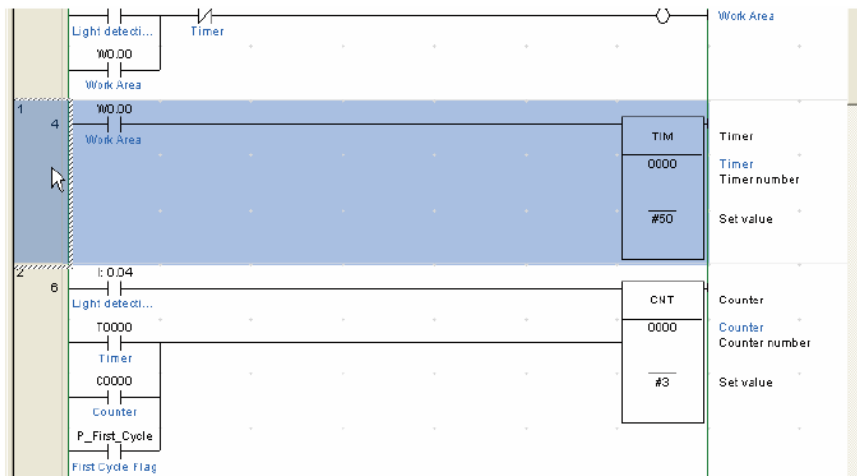 Work Area
Light detecti...
Timer
W0.00
Work Area
1
W0.00
4
Work Area
TIM
Timer
0000
Timer
Timer number
#50
Set value
2
I: 0.04
6
Light detecti...
CNT
Counter
T0000
0000
Counter
Timer
Counter number
C0000
#3
Set value
Counter
P_First_Cycle
First Cycle Flag